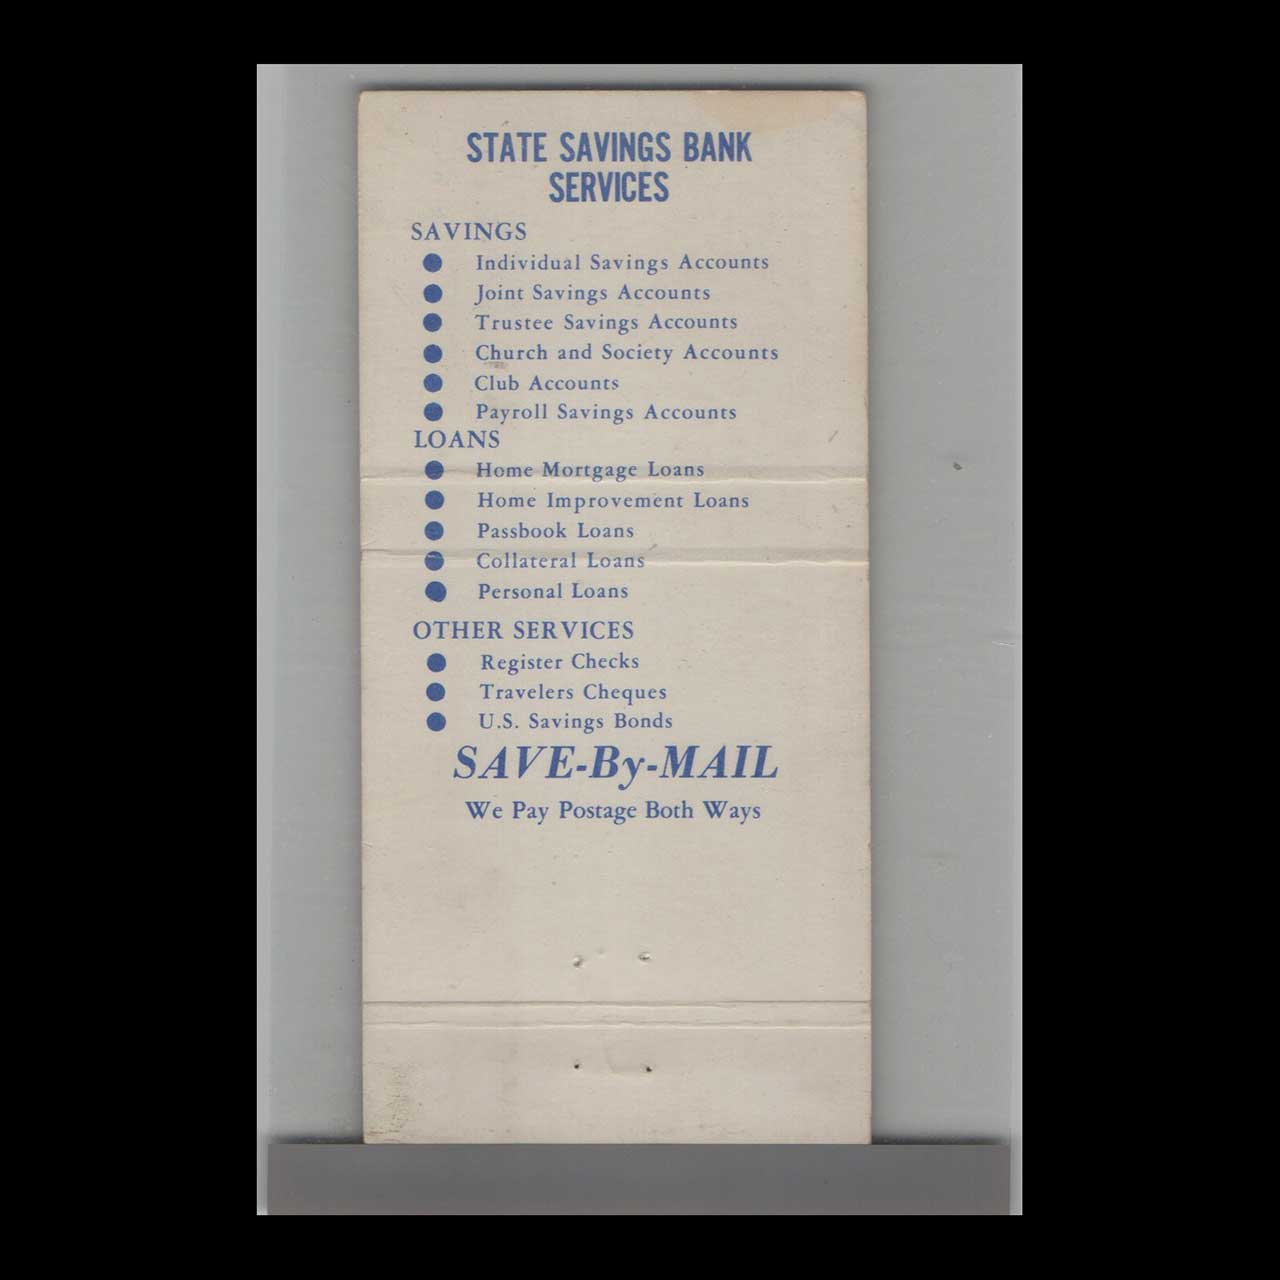 STATE SAVINGS BANK
SERVICES
SAVINGS
● Individual Savings Accounts
● Joint Savings Accounts
● Trustee Savings Accounts
● Church and Society Accounts
● Club Accounts
● Payroll Savings Accounts
LOANS
● Home Mortgage Loans
● Home Improvement Loans
● Passbook Loans
● Collateral Loans
● Personal Loans
OTHER SERVICES
● Register Checks
● Travelers Cheques
● U.S. Savings Bonds
SAVE-By-MAIL
We Pay Postage Both Ways